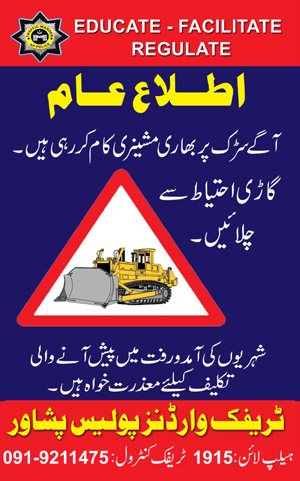 EDUCATE - FACILITATE
REGULATE
اطلاع عام
آگے سڑک پر بھاری مشینری کام کر رہی ہیں۔
گاڑی احتیاط سے
چلائیں۔
شہریوں کی آمدورفت میں پیش آنے والی
تکلیف کیلئے معذرت خواہ ہیں۔
ٹریفک وارڈنز پولیس پشاور
ہیلپ لائن: 1915 ٹریفک کنٹرول: 091-9211475